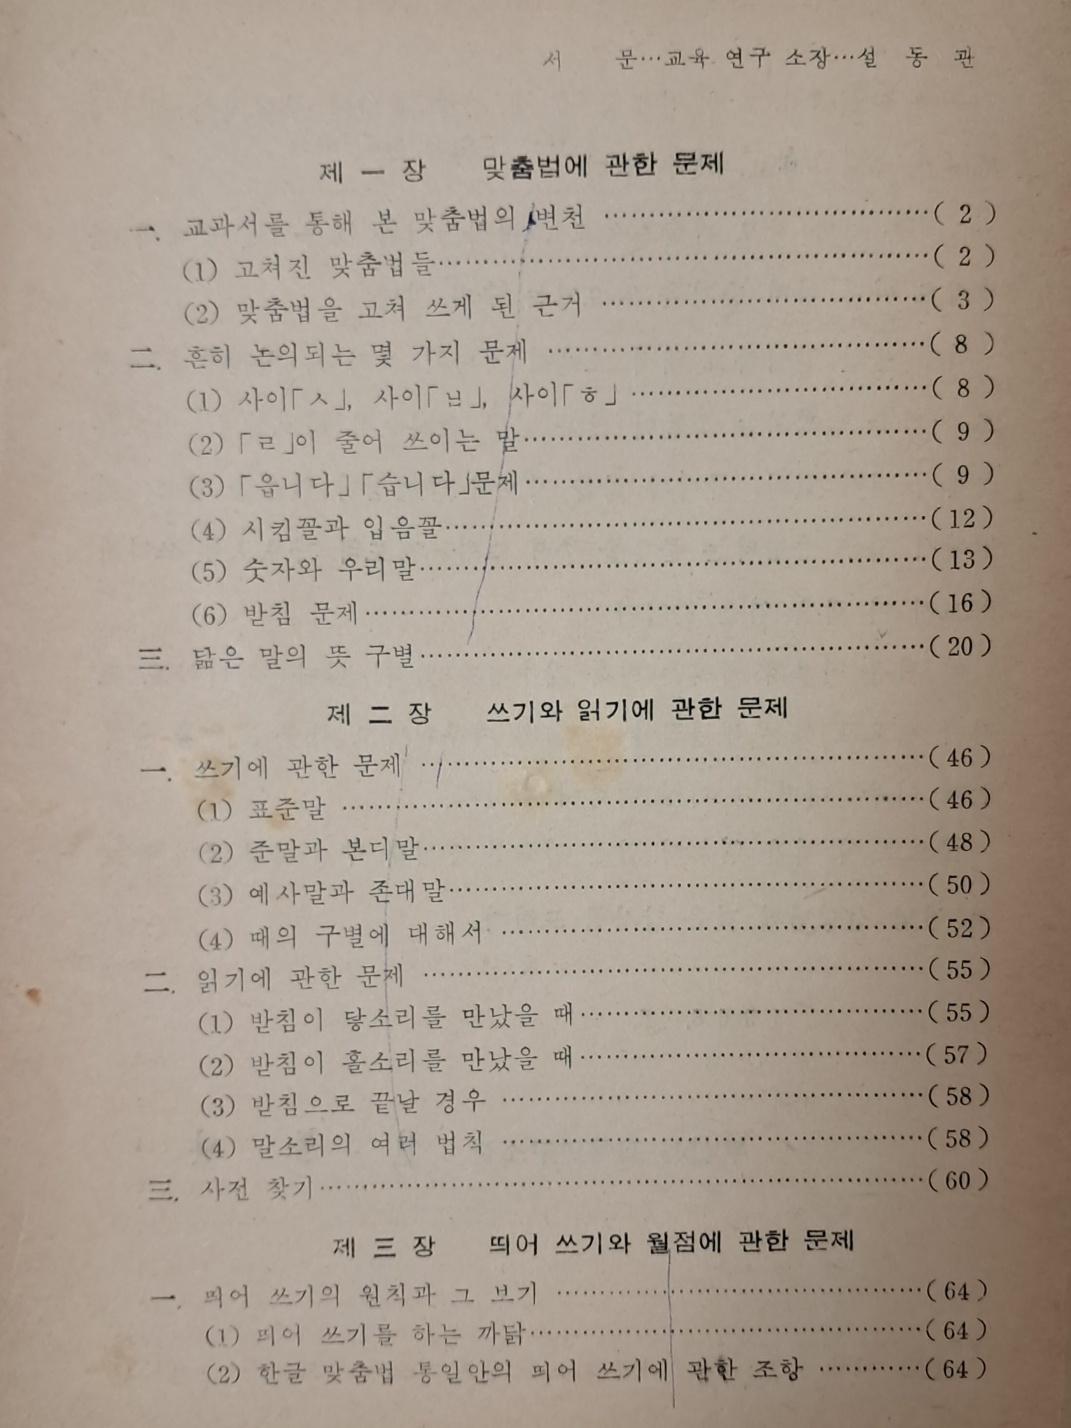 서 문…교육 연구 소장…설 동 관
제 一 장 맞춤법에 관한 문제
一. 교과서를 통해 본 맞춤법의 변천 ……………………………( 2 )
(1) 고쳐진 맞춤법들……………………………( 2 )
(2) 맞춤법을 고쳐 쓰게 된 근거 ……………………………( 3 )
二. 흔히 논의되는 몇 가지 문제 ……………………………( 8 )
(1) 사이「ㅅ」, 사이「ㅂ」, 사이「ㅎ」……………………………( 8 )
(2) 「ㄹ」이 줄어 쓰이는 말……………………………( 9 )
(3) 「읍니다」「습니다」문제……………………………( 9 )
(4) 시킴꼴과 입음꼴……………………………(12)
(5) 숫자와 우리말……………………………(13)
(6) 받침 문제……………………………(16)
三. 닮은 말의 뜻 구별……………………………(20)
제 二 장 쓰기와 읽기에 관한 문제
一. 쓰기에 관한 문제 ……………………………(46)
(1) 표준말 ……………………………(46)
(2) 준말과 본디말……………………………(48)
(3) 예사말과 존대말……………………………(50)
(4) 때의 구별에 대해서 ……………………………(52)
二. 읽기에 관한 문제 ……………………………(55)
(1) 받침이 닿소리를 만났을 때……………………………(55)
(2) 받침이 홀소리를 만났을 때……………………………(57)
(3) 받침으로 끝날 경우 ……………………………(58)
(4) 말소리의 여러 법칙 ……………………………(58)
三. 사전 찾기……………………………(60)
제 三 장 띄어 쓰기와 월점에 관한 문제
一. 띄어 쓰기의 원칙과 그 보기 ……………………………(64)
(1) 띄어 쓰기를 하는 까닭……………………………(64)
(2) 한글 맞춤법 통일안의 띄어 쓰기에 관한 조항 …………(64)